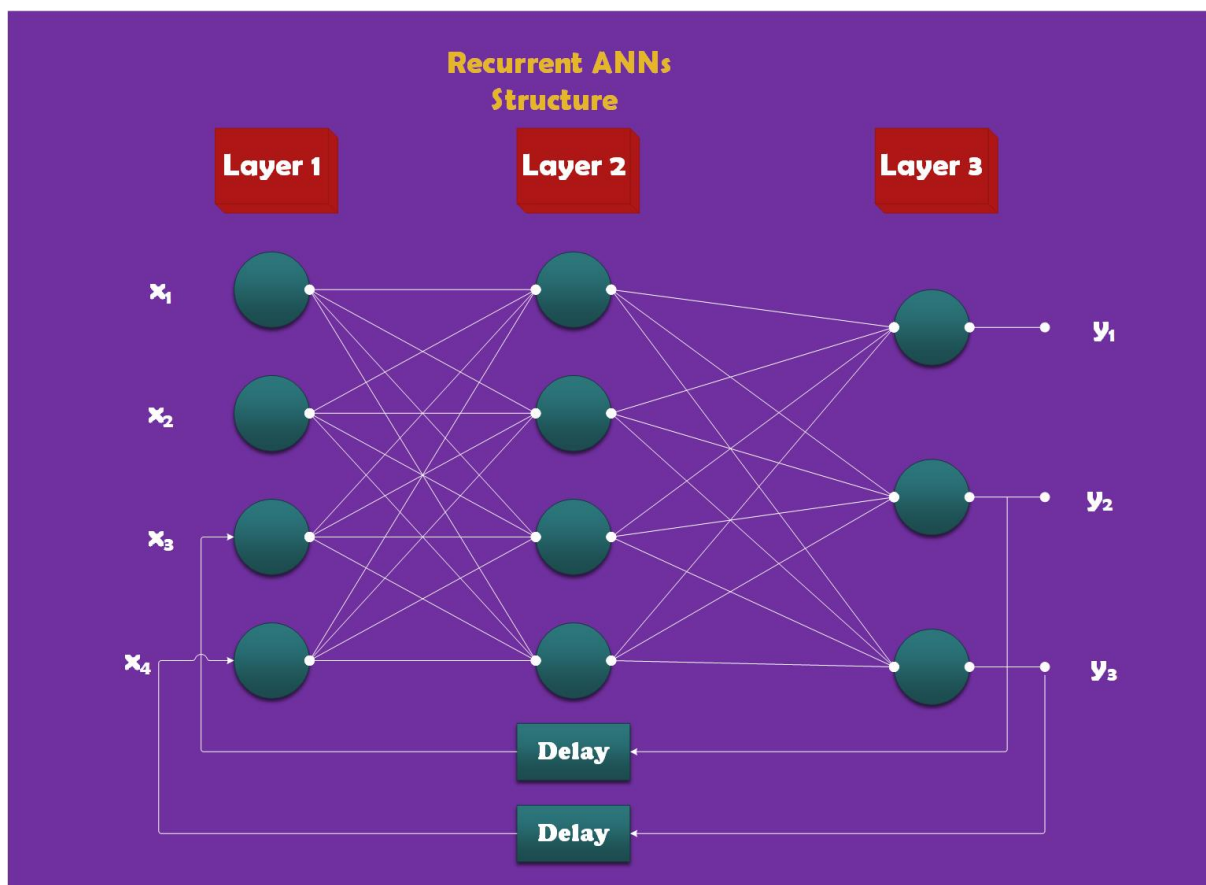 Recurrent ANNs
Structure
Layer 1
Layer 2
Layer 3
x₁
y₁
x₂
y₂
x₃
x₄
y₃
Delay
Delay